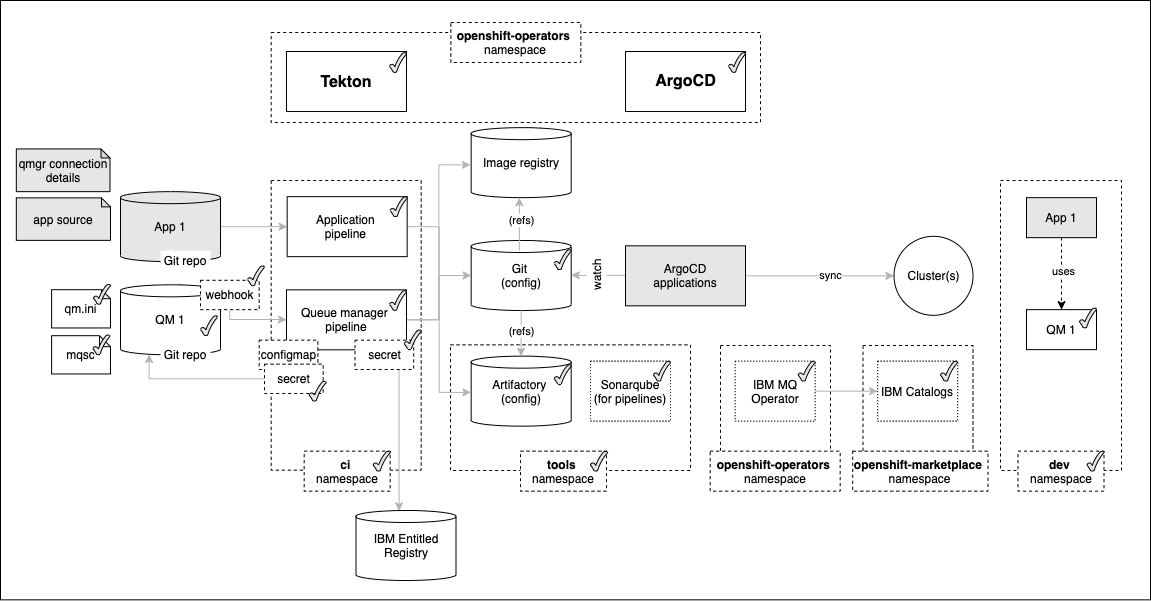 openshift-operators
namespace
Tekton
ArgoCD
Image registry
qmgr connection
details
app source
App 1
Git repo
Application
pipeline
(refs)
Git
(config)
watch
ArgoCD
applications
sync
Cluster(s)
App 1
uses
QM 1
webhook
qm.ini
mqsc
QM 1
Git repo
Queue manager
pipeline
configmap
secret
secret
(refs)
Artifactory
(config)
Sonarqube
(for pipelines)
IBM MQ
Operator
IBM Catalogs
ci
namespace
tools
namespace
openshift-operators
namespace
openshift-marketplace
namespace
dev
namespace
IBM Entitled
Registry